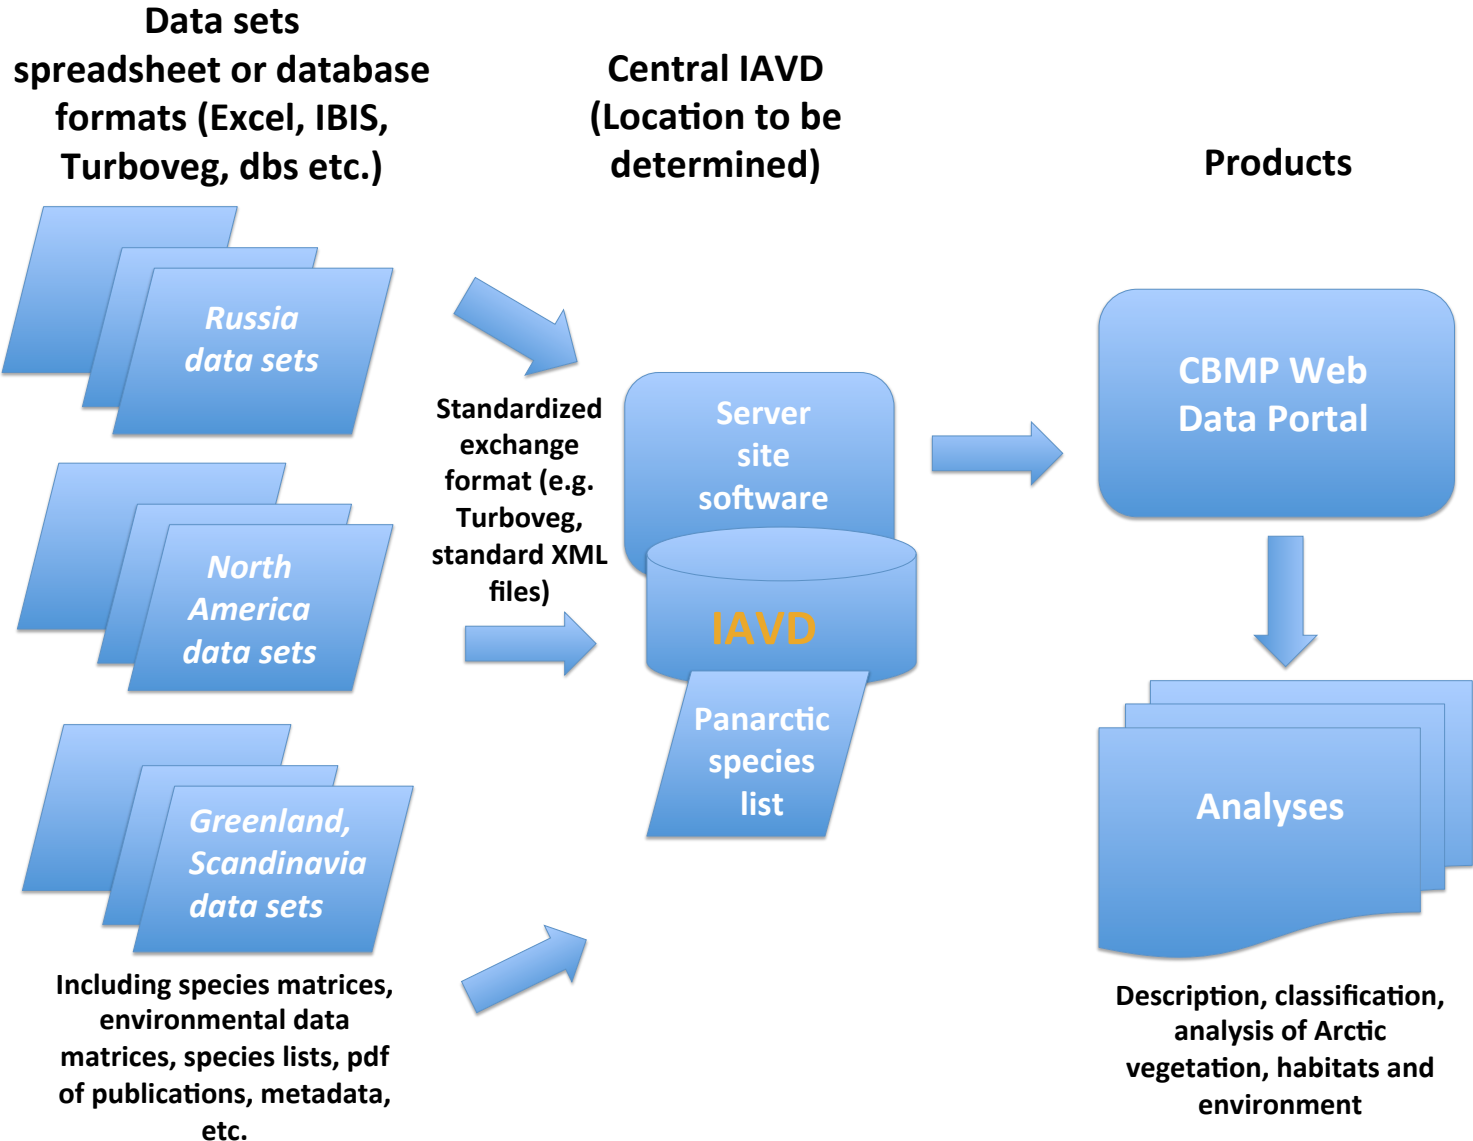 Data sets
spreadsheet or database
formats (Excel, IBIS,
Turboveg, dbs etc.)
Central IAVD
(Location to be
determined)
Products
Russia
data sets
North
America
data sets
Greenland,
Scandinavia
data sets
Including species matrices,
environmental data
matrices, species lists, pdf
of publications, metadata,
etc.
Standardized
exchange
format (e.g.
Turboveg,
standard XML
files)
Server
site
software
IAVD
Panarctic
species
list
CBMP Web
Data Portal
Analyses
Description, classification,
analysis of Arctic
vegetation, habitats and
environment